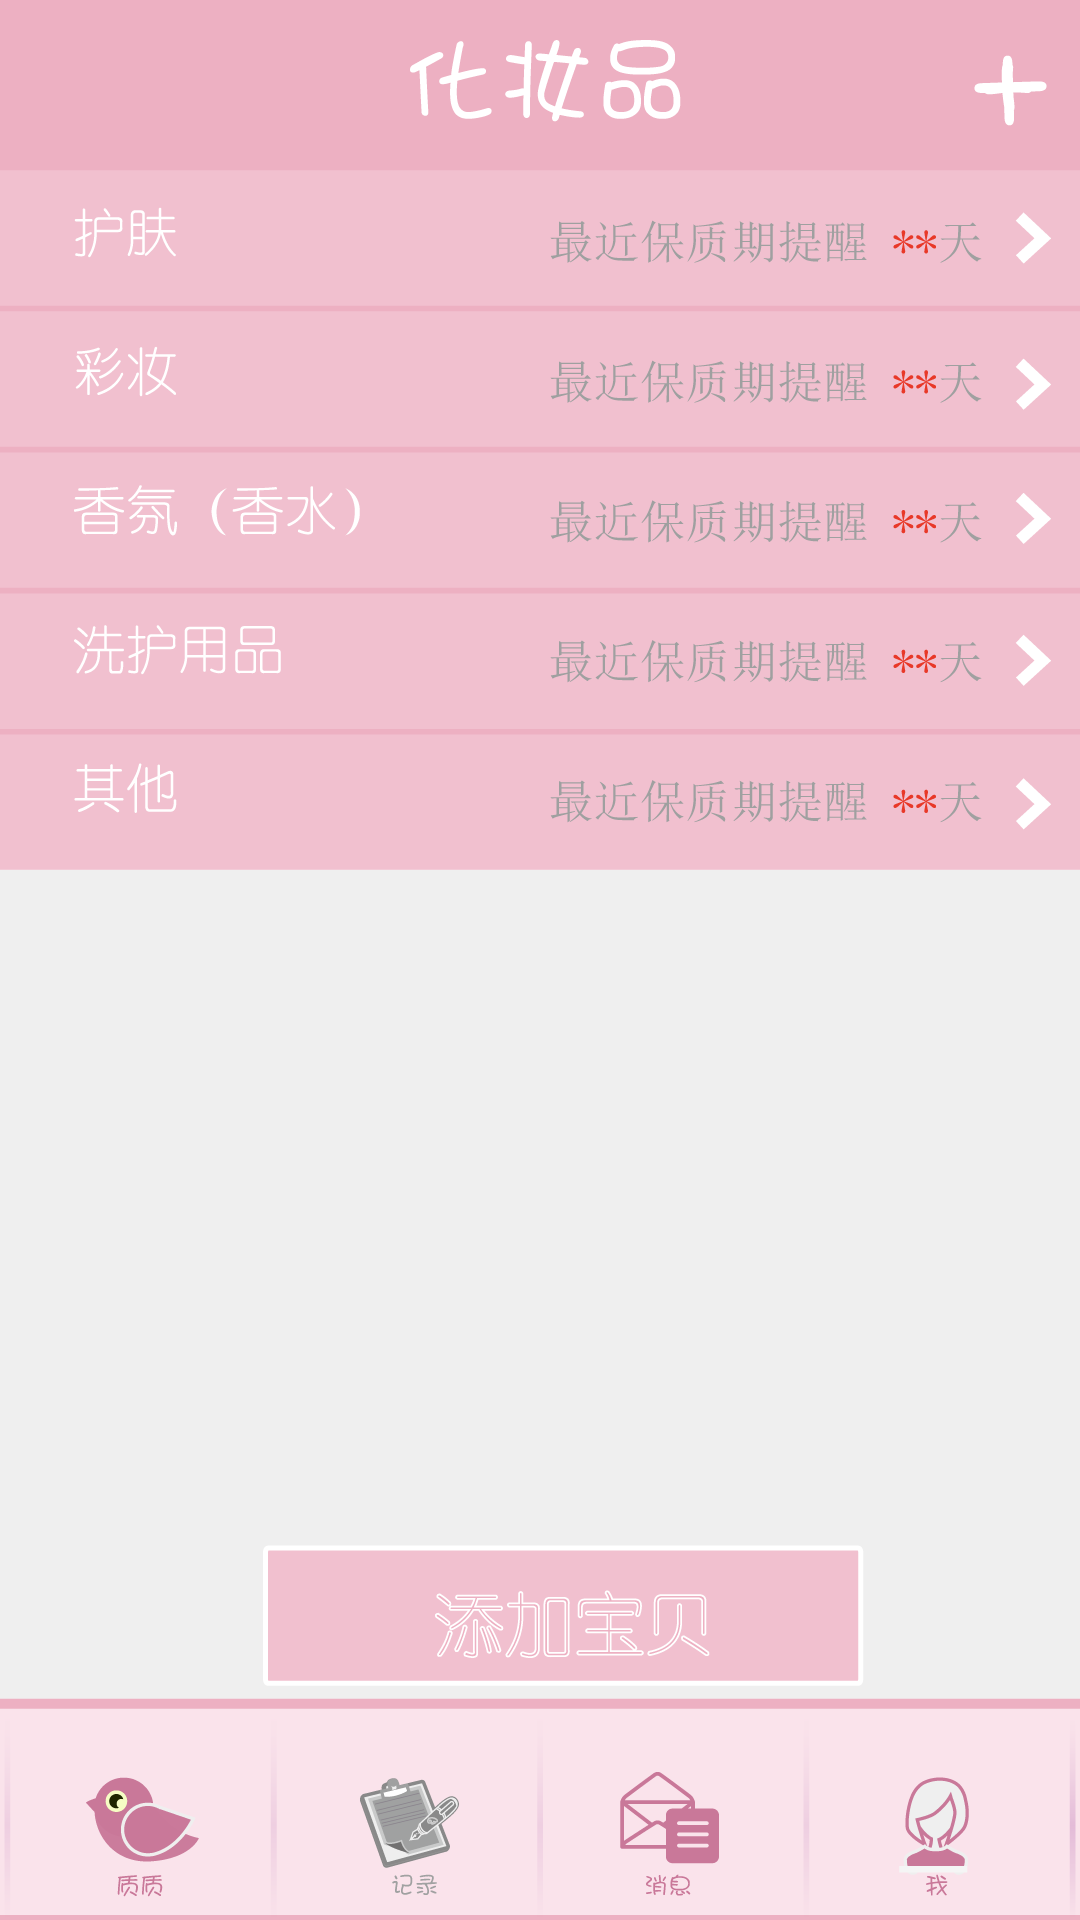 化妆品
护肤 最近保质期提醒 **天
彩妆 最近保质期提醒 **天
香氛（香水） 最近保质期提醒 **天
洗护用品 最近保质期提醒 **天
其他 最近保质期提醒 **天
添加宝贝
质质 记录 消息 我